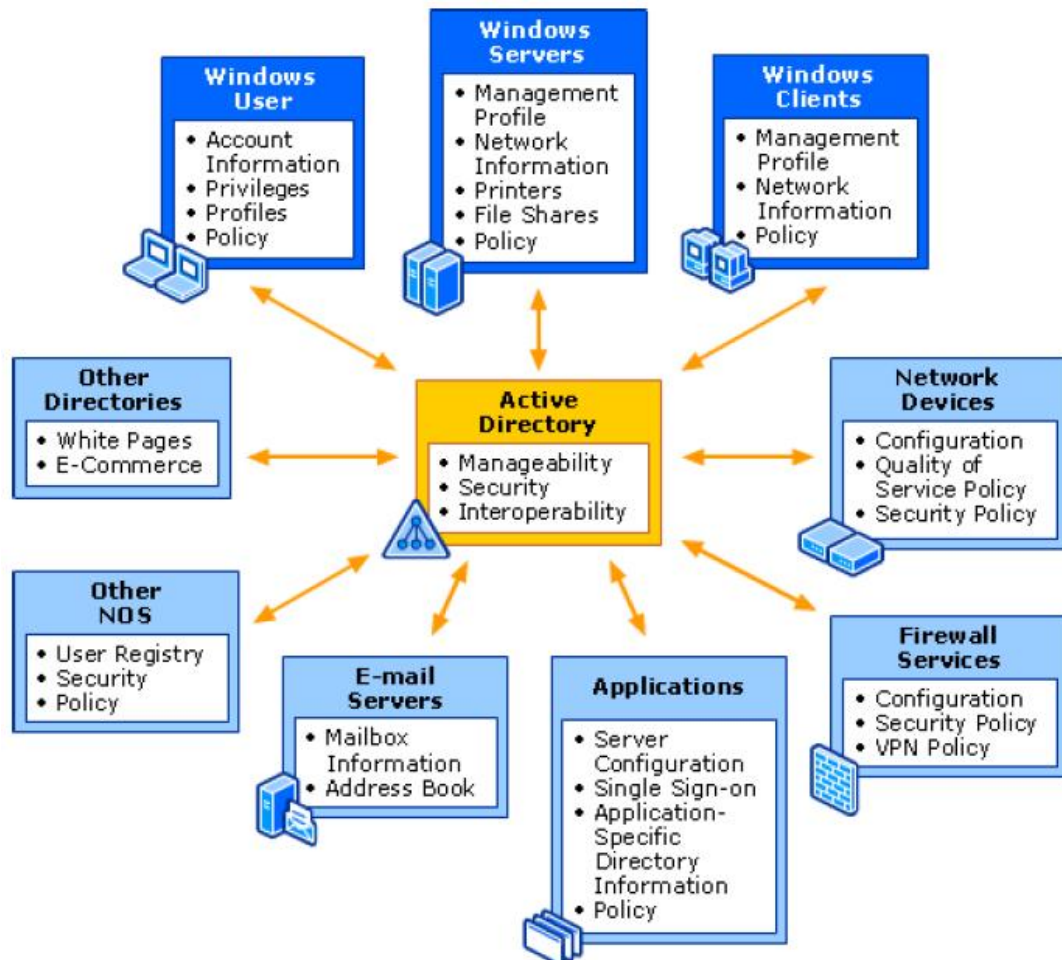 Windows
User
• Account
Information
• Privileges
• Profiles
• Policy
Windows
Servers
• Management
Profile
• Network
Information
• Printers
• File Shares
• Policy
Windows
Clients
• Management
Profile
• Network
Information
• Policy
Other
Directories
• White Pages
• E-Commerce
Active
Directory
• Manageability
• Security
• Interoperability
Network
Devices
• Configuration
• Quality of
Service Policy
• Security Policy
Other
NOS
• User Registry
• Security
• Policy
E-mail
Servers
• Mailbox
Information
• Address Book
Applications
• Server
Configuration
• Single Sign-on
• Application-
Specific
Directory
Information
• Policy
Firewall
Services
• Configuration
• Security Policy
• VPN Policy